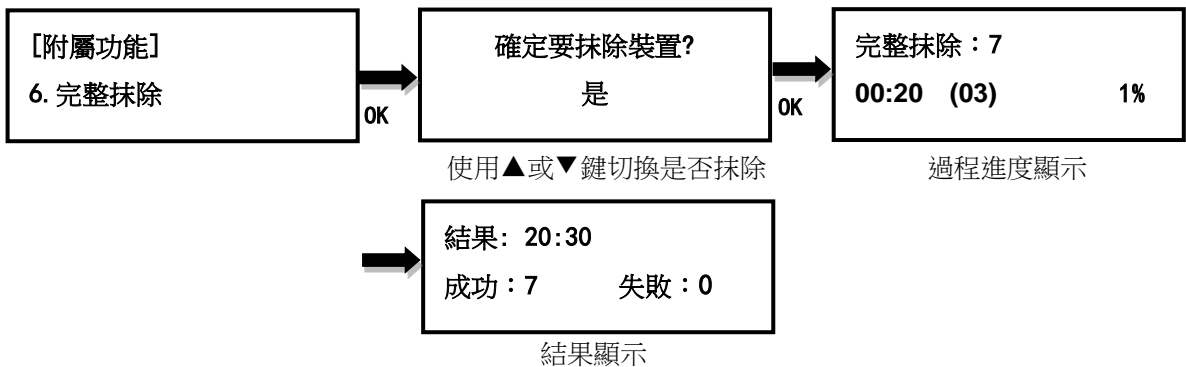 [附屬功能]
6. 完整抹除
OK
確定要抹除裝置?
是
使用▲或▼鍵切換是否抹除
OK
完整抹除：7
00:20 (03) 1%
過程進度顯示
結果: 20:30
成功：7 失敗：0
結果顯示